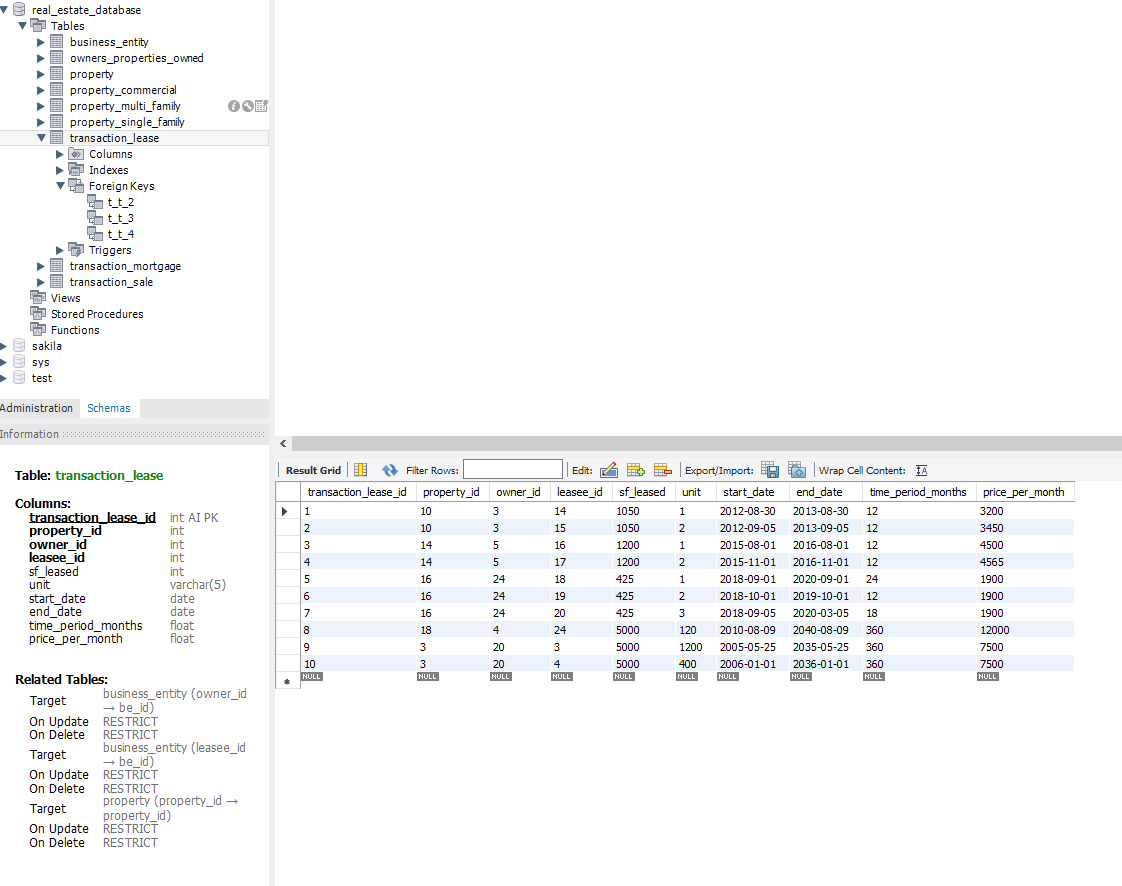 real_estate_database
Tables
business_entity
owners_properties_owned
property
property_commercial
property_multi_family
property_single_family
transaction_lease
Columns
Indexes
Foreign Keys
t_t_2
t_t_3
t_t_4
Triggers
transaction_mortgage
transaction_sale
Views
Stored Procedures
Functions
sakila
sys
test
Administration Schemas
Information
Table: transaction_lease
Columns:
transaction_lease_id int AI PK
property_id int
owner_id int
leasee_id int
sf_leased int
unit varchar(5)
start_date date
end_date date
time_period_months float
price_per_month float
Related Tables:
Target business_entity (owner_id
→ be_id)
On Update RESTRICT
On Delete RESTRICT
Target business_entity (leasee_id
→ be_id)
On Update RESTRICT
On Delete RESTRICT
Target property (property_id →
property_id)
On Update RESTRICT
On Delete RESTRICT
Result Grid Filter Rows: Edit: Export/Import: Wrap Cell Content: IA
transaction_lease_id property_id owner_id leasee_id sf_leased unit start_date end_date time_period_months price_per_month
1 10 3 14 1050 1 2012-08-30 2013-08-30 12 3200
2 10 3 15 1050 2 2012-09-05 2013-09-05 12 3450
3 14 5 16 1200 1 2015-08-01 2016-08-01 12 4500
4 14 5 17 1200 2 2015-11-01 2016-11-01 12 4565
5 16 24 18 425 1 2018-09-01 2020-09-01 24 1900
6 16 24 19 425 2 2018-10-01 2019-10-01 12 1900
7 16 24 20 425 3 2018-09-05 2020-03-05 18 1900
8 18 4 24 5000 120 2010-08-09 2040-08-09 360 12000
9 3 20 3 5000 1200 2005-05-25 2035-05-25 360 7500
10 3 20 4 5000 400 2006-01-01 2036-01-01 360 7500
NULL NULL NULL NULL NULL NULL NULL NULL NULL NULL